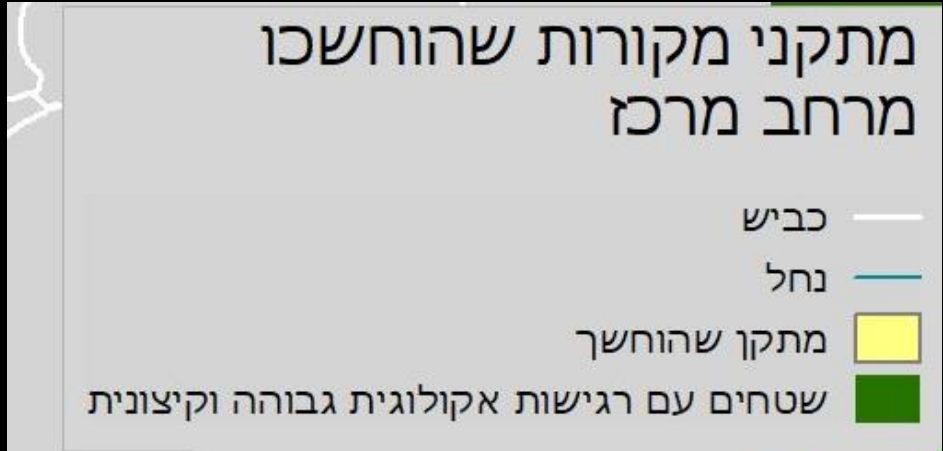 מתקני מקורות שהוחשכו
מרחב מרכז
כביש
נחל
מתקן שהוחשך
שטחים עם רגישות אקולוגית גבוהה וקיצונית